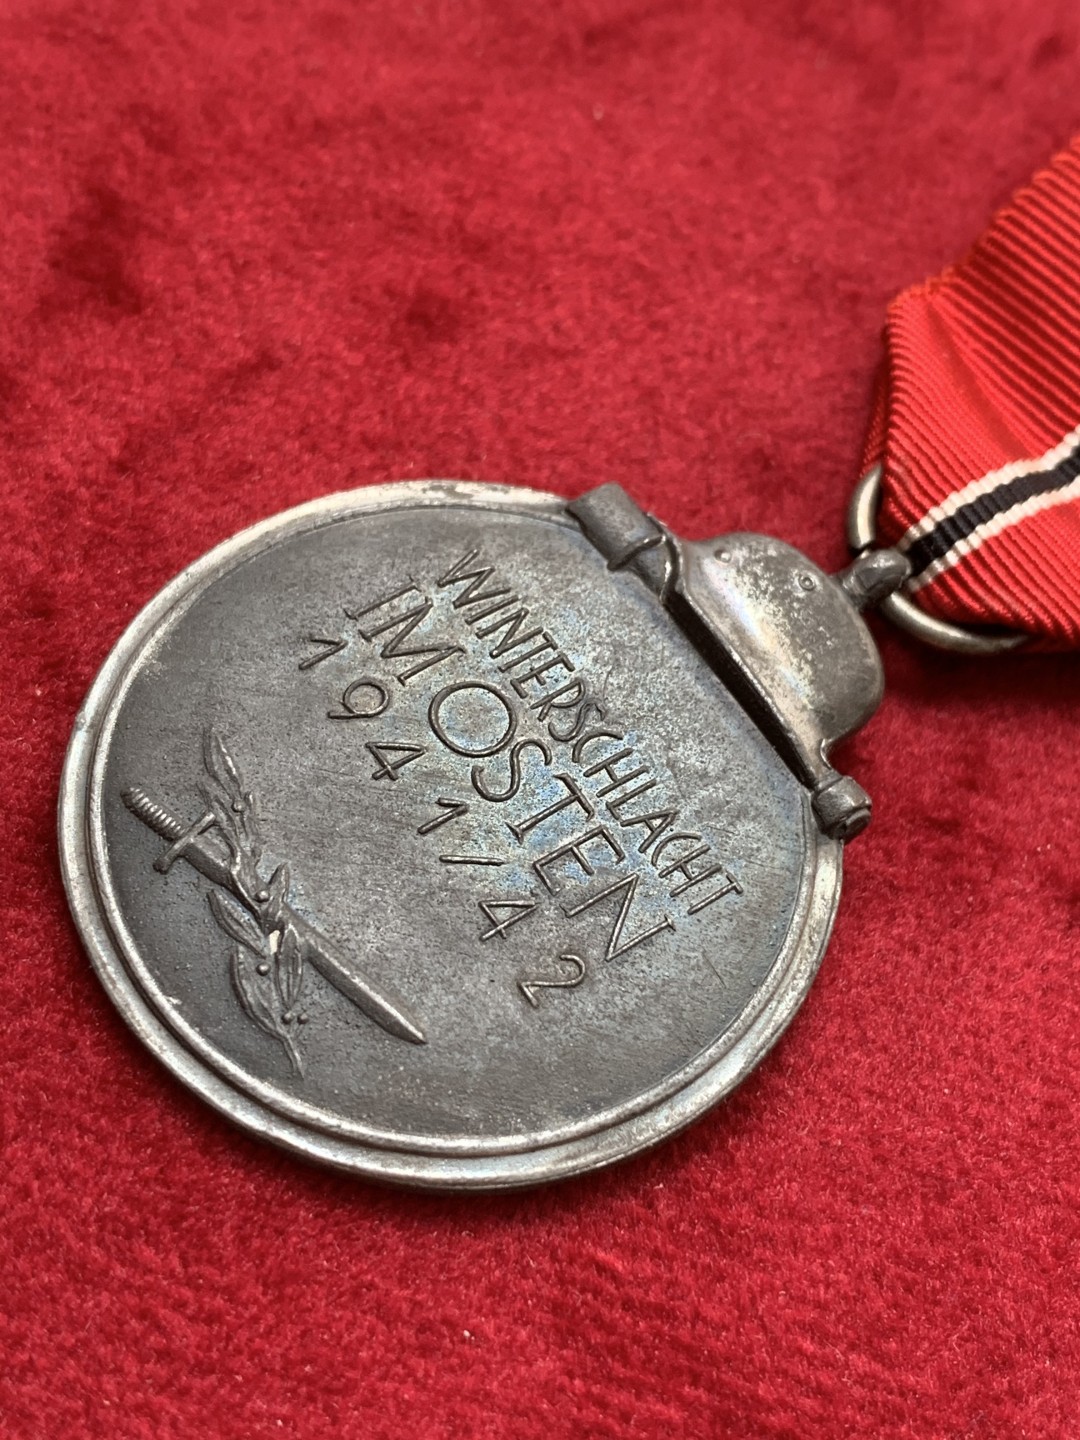 WINTERSCHLACHT
IM OSTEN
1941/42